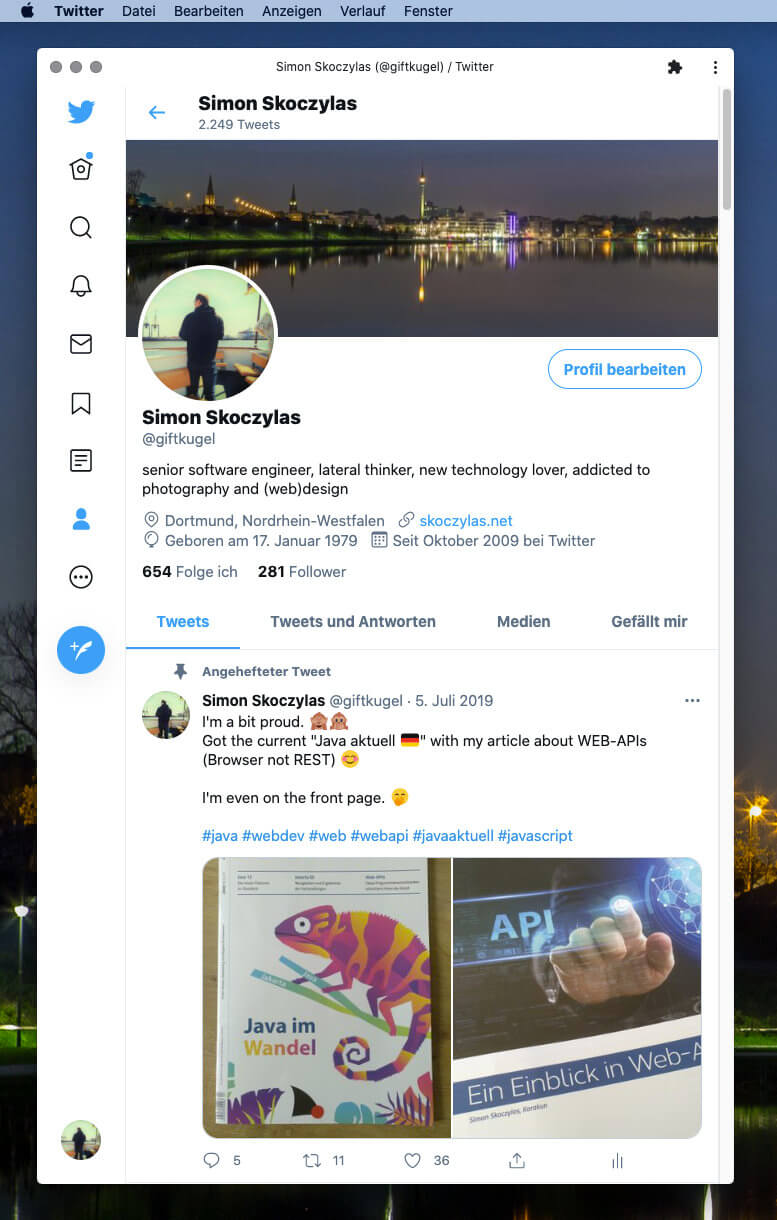 Twitter Datei Bearbeiten Anzeigen Verlauf Fenster
Simon Skoczylas (@giftkugel) / Twitter
Simon Skoczylas
2.249 Tweets
Profil bearbeiten
Simon Skoczylas
@giftkugel
senior software engineer, lateral thinker, new technology lover, addicted to
photography and (web)design
Dortmund, Nordrhein-Westfalen skoczylas.net
Geboren am 17. Januar 1979 Seit Oktober 2009 bei Twitter
654 Folge ich 281 Follower
Tweets Tweets und Antworten Medien Gefällt mir
Angehefteter Tweet
Simon Skoczylas @giftkugel · 5. Juli 2019
I'm a bit proud. 🙈🙊
Got the current "Java aktuell 🇩🇪" with my article about WEB-APIs
(Browser not REST) 😊
I'm even on the front page. 🤭
#java #webdev #web #webapi #javaaktuell #javascript
Java
Jakarta
Java im
Wandel
API
Ein Einblick in Web-A
Simon Skoczylas, Karakun
5 11 36